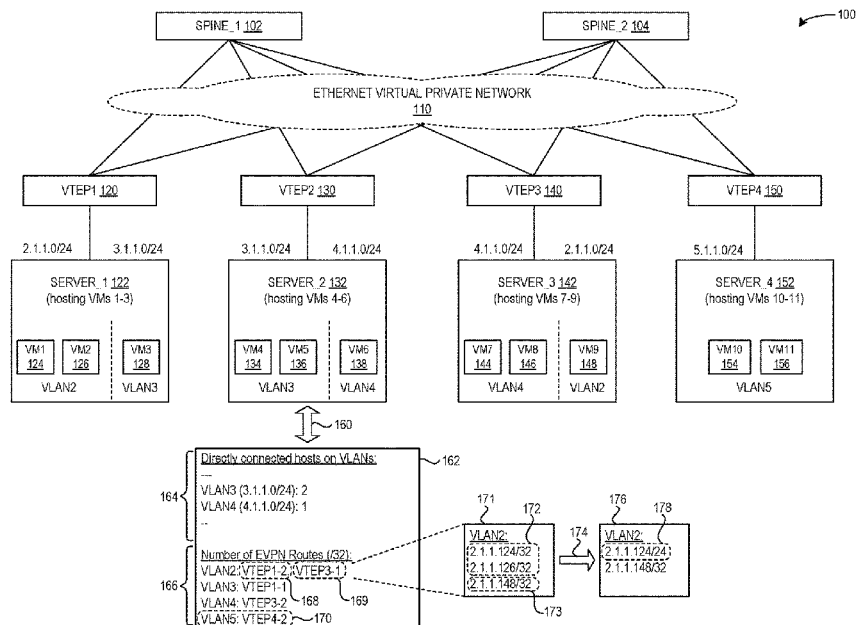 100
SPINE_1 102
SPINE_2 104
ETHERNET VIRTUAL PRIVATE NETWORK
110
VTEP1 120
VTEP2 130
VTEP3 140
VTEP4 150
2.1.1.0/24 3.1.1.0/24
3.1.1.0/24 4.1.1.0/24
4.1.1.0/24 2.1.1.0/24
5.1.1.0/24
SERVER_1 122
(hosting VMs 1-3)
VM1
124
VM2
126
VM3
128
VLAN2
VLAN3
SERVER_2 132
(hosting VMs 4-6)
VM4
134
VM5
136
VM6
138
VLAN3
VLAN4
SERVER_3 142
(hosting VMs 7-9)
VM7
144
VM8
146
VM9
148
VLAN4
VLAN2
SERVER_4 152
(hosting VMs 10-11)
VM10
154
VM11
156
VLAN5
160
162
164
Directly connected hosts on VLANs:
...
VLAN3 (3.1.1.0/24): 2
VLAN4 (4.1.1.0/24): 1
...
166
Number of EVPN Routes (/32):
VLAN2: VTEP1-2, VTEP3-1
VLAN3: VTEP1-1
168
169
VLAN4: VTEP3-2
VLAN5: VTEP4-2
170
171
172
VLAN2:
2.1.1.124/32
2.1.1.126/32
2.1.1.148/32
173
174
176
178
VLAN2:
2.1.1.124/24
2.1.1.148/32